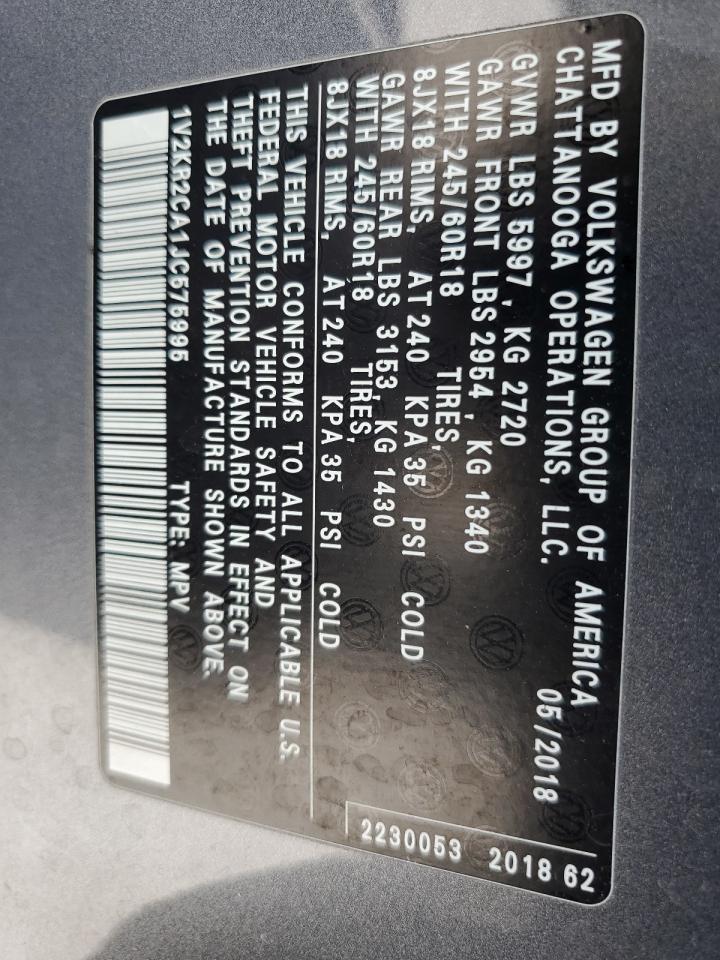 MFD BY VOLKSWAGEN GROUP OF AMERICA
CHATTANOOGA OPERATIONS, LLC. 05/2018
GVWR LBS 5997, KG 2720
GAWR FRONT LBS 2954, KG 1340
WITH 245/60R18 TIRES,
8JX18 RIMS, AT 240 KPA 35 PSI COLD
GAWR REAR LBS 3153, KG 1430
WITH 245/60R18 TIRES,
8JX18 RIMS, AT 240 KPA 35 PSI COLD
THIS VEHICLE CONFORMS TO ALL APPLICABLE U.S.
FEDERAL MOTOR VEHICLE SAFETY AND
THEFT PREVENTION STANDARDS IN EFFECT ON
THE DATE OF MANUFACTURE SHOWN ABOVE.
1V2KR2CA1JC575995 TYPE: MPV
2018 62
2230053